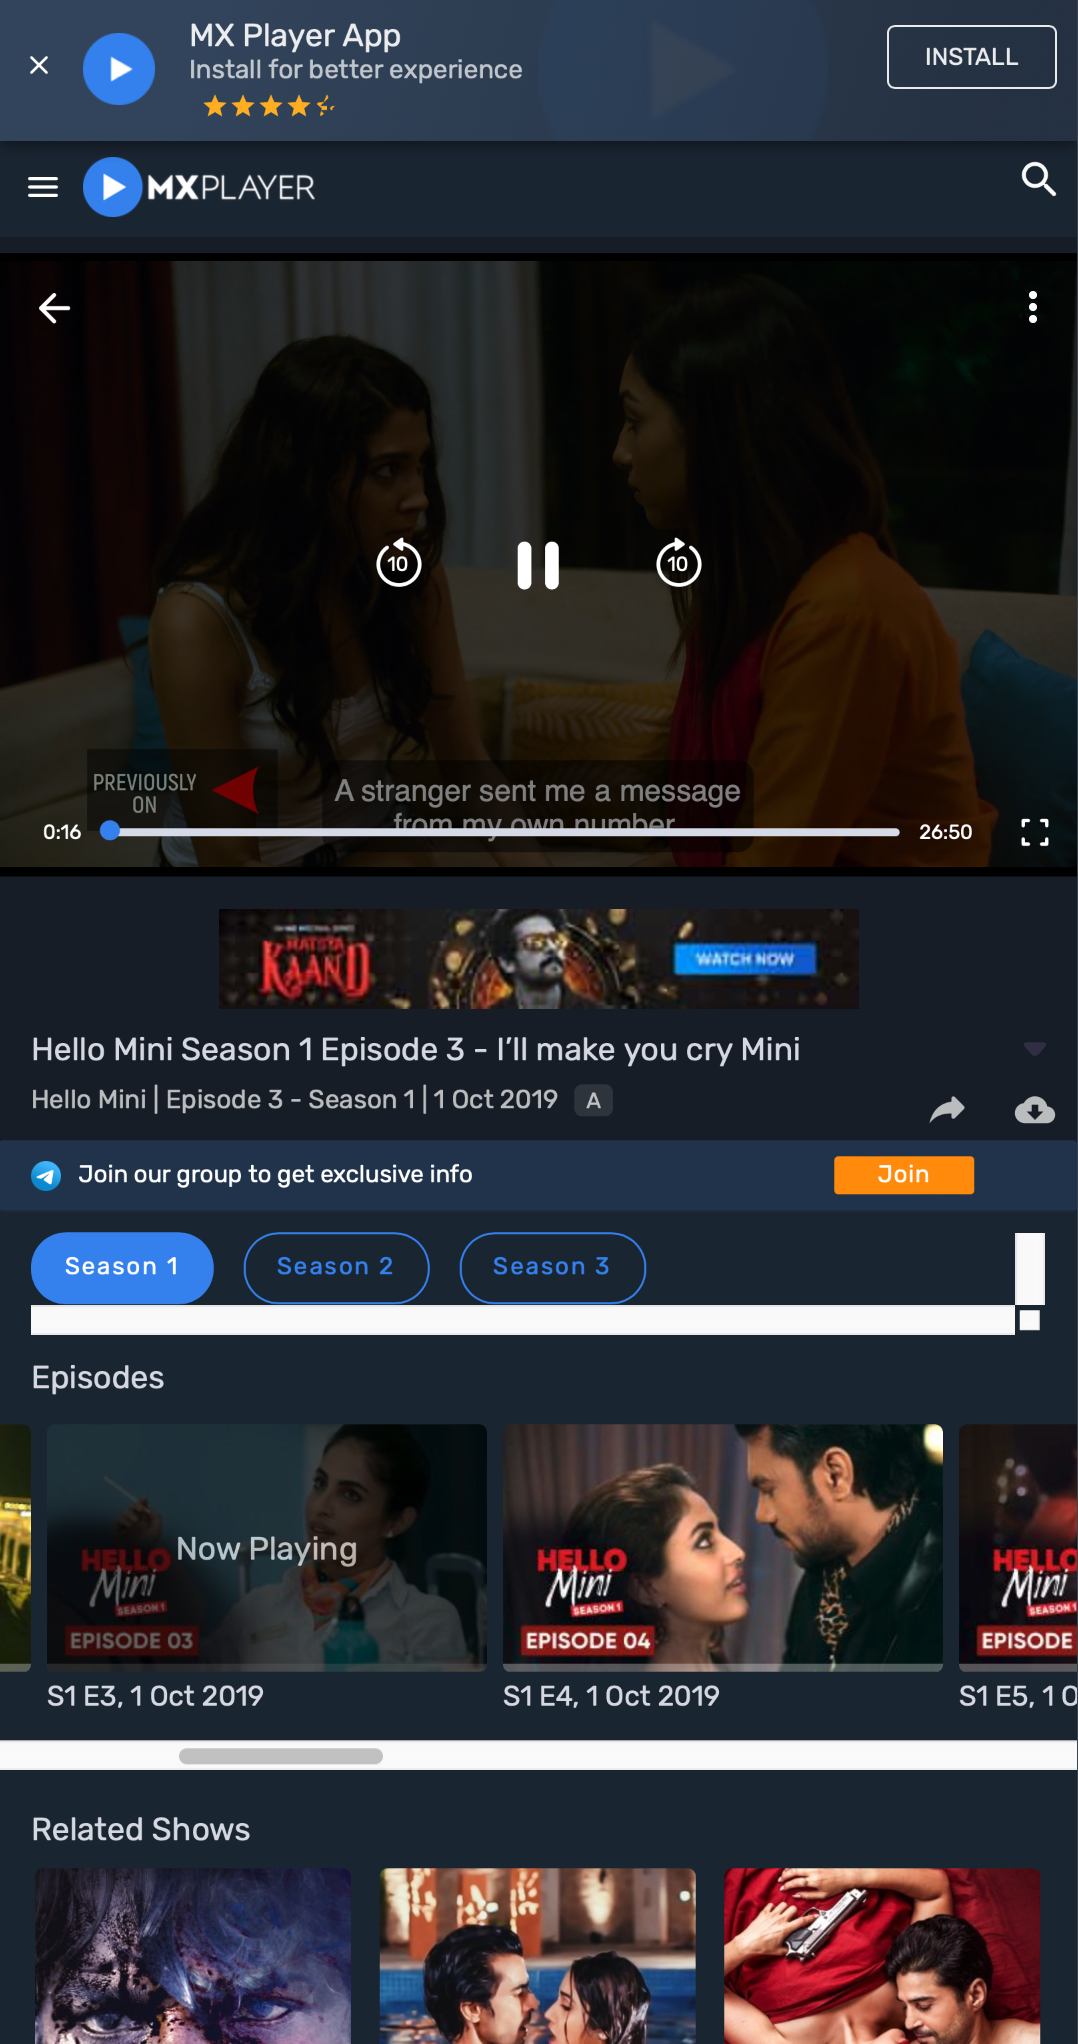 MX Player App
Install for better experience
INSTALL
MXPLAYER
10
10
PREVIOUSLY
ON
A stranger sent me a message
from my own number
0:16
26:50
MATSYA
KAAND
WATCH NOW
Hello Mini Season 1 Episode 3 - I'll make you cry Mini
Hello Mini | Episode 3 - Season 1 | 1 Oct 2019 A
Join our group to get exclusive info
Join
Season 1
Season 2
Season 3
Episodes
Now Playing
HELLO
Mini
SEASON 1
EPISODE 03
HELLO
Mini
SEASON 1
EPISODE 04
HELLO
Mini
SEASON 1
EPISODE
S1 E3, 1 Oct 2019
S1 E4, 1 Oct 2019
S1 E5, 1 O
Related Shows